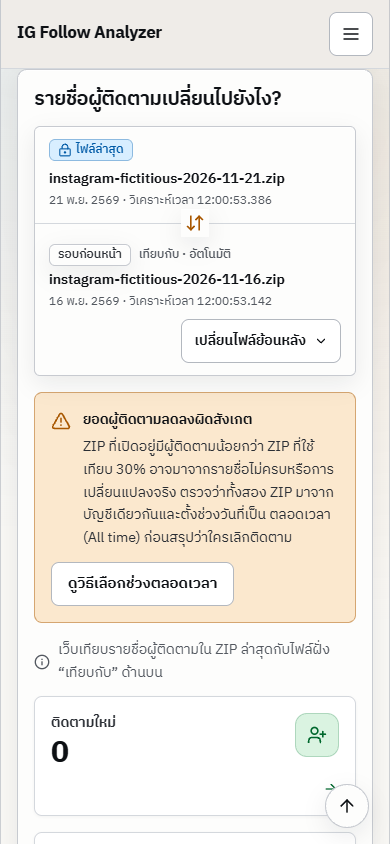 IG Follow Analyzer
รายชื่อผู้ติดตามเปลี่ยนไปยังไง?
ไฟล์ล่าสุด
instagram-fictitious-2026-11-21.zip
21 พ.ย. 2569 · วิเคราะห์เวลา 12:00:53.386
รอบก่อนหน้า เทียบกับ · อัตโนมัติ
instagram-fictitious-2026-11-16.zip
16 พ.ย. 2569 · วิเคราะห์เวลา 12:00:53.142
เปลี่ยนไฟล์ย้อนหลัง
ยอดผู้ติดตามลดลงผิดสังเกต
ZIP ที่เปิดอยู่มีผู้ติดตามน้อยกว่า ZIP ที่ใช้
เทียบ 30% อาจมาจากรายชื่อไม่ครบหรือการ
เปลี่ยนแปลงจริง ตรวจว่าทั้งสอง ZIP มาจาก
บัญชีเดียวกันและตั้งช่วงวันที่เป็น ตลอดเวลา
(All time) ก่อนสรุปว่าใครเลิกติดตาม
ดูวิธีเลือกช่วงตลอดเวลา
เว็บเทียบรายชื่อผู้ติดตามใน ZIP ล่าสุดกับไฟล์ฝั่ง
“เทียบกับ” ด้านบน
ติดตามใหม่
0